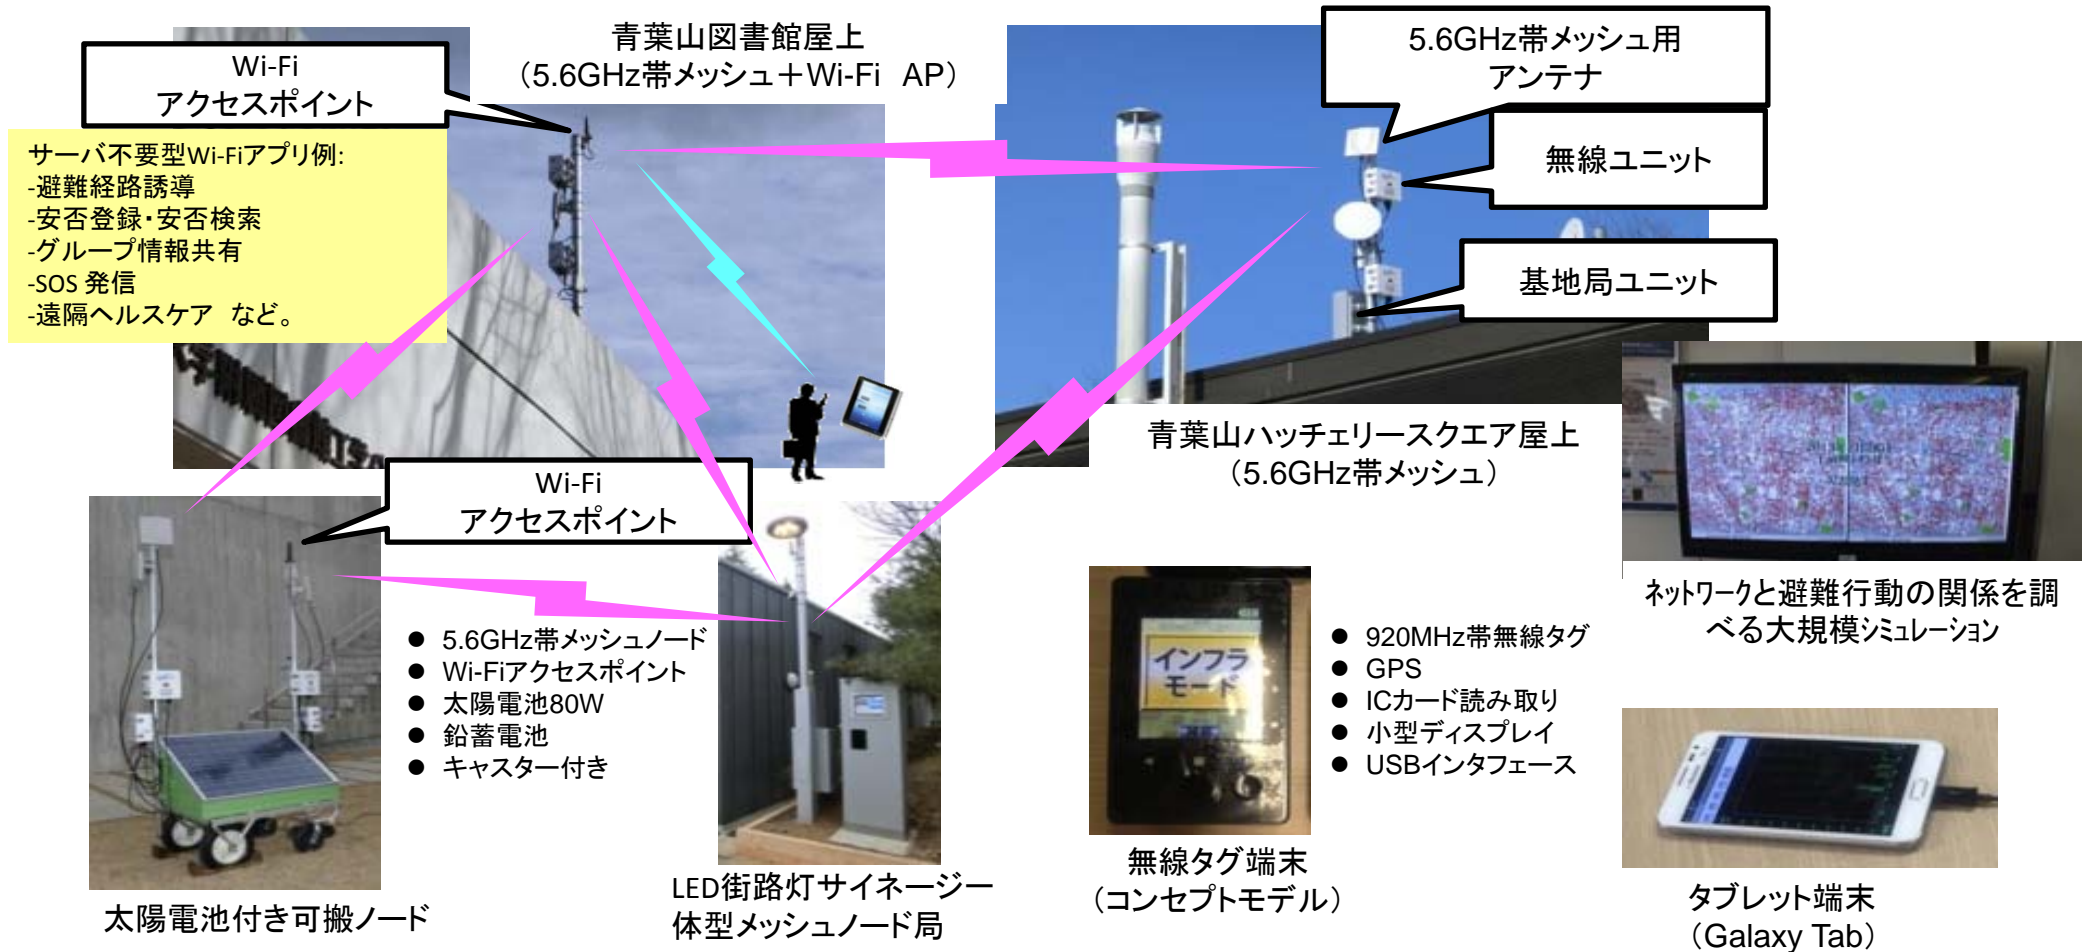 青葉山図書館屋上
（5.6GHz帯メッシュ＋Wi-Fi　AP）
Wi-Fi
アクセスポイント
サーバ不要型Wi-Fiアプリ例:
-避難経路誘導
-安否登録・安否検索
-グループ情報共有
-SOS 発信
-遠隔ヘルスケア　など。
5.6GHz帯メッシュ用
アンテナ
無線ユニット
基地局ユニット
青葉山ハッチェリースクエア屋上
（5.6GHz帯メッシュ）
Wi-Fi
アクセスポイント
● 5.6GHz帯メッシュノード
● Wi-Fiアクセスポイント
● 太陽電池80W
● 鉛蓄電池
● キャスター付き
太陽電池付き可搬ノード
LED街路灯サイネージ一
体型メッシュノード局
インフラ
モード
● 920MHz帯無線タグ
● GPS
● ICカード読み取り
● 小型ディスプレイ
● USBインタフェース
無線タグ端末
（コンセプトモデル）
ﾈｯﾄﾜｰｸと避難行動の関係を調
べる大規模ｼﾐｭﾚｰｼｮﾝ
タブレット端末
（Galaxy Tab）